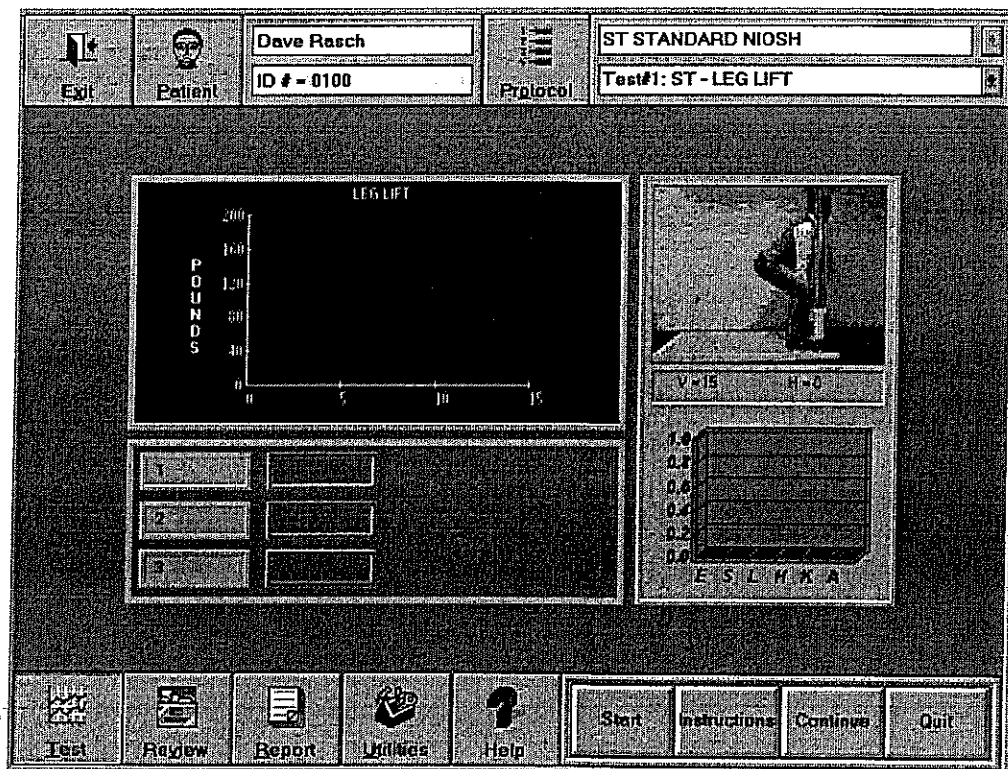 Dave Rasch
ST STANDARD NIOSH
ID # = 0100
Test#1: ST - LEG LIFT
Exit
Patient
Protocol
LEG LIFT
POUNDS
200
160
120
80
40
0
0 5 10 15
V = 15 H = 0
1
2
3
1.0
0.8
0.6
0.4
0.2
0.0
E S L H K A
Test
Review
Report
Utilities
Help
Start
Instructions
Continue
Quit